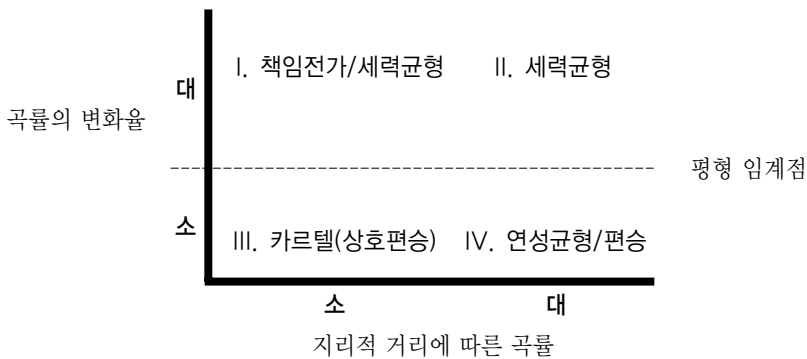 I. 책임전가/세력균형 II. 세력균형
대
곡률의 변화율
평형 임계점
소
III. 카르텔(상호편승) IV. 연성균형/편승
소 대
지리적 거리에 따른 곡률